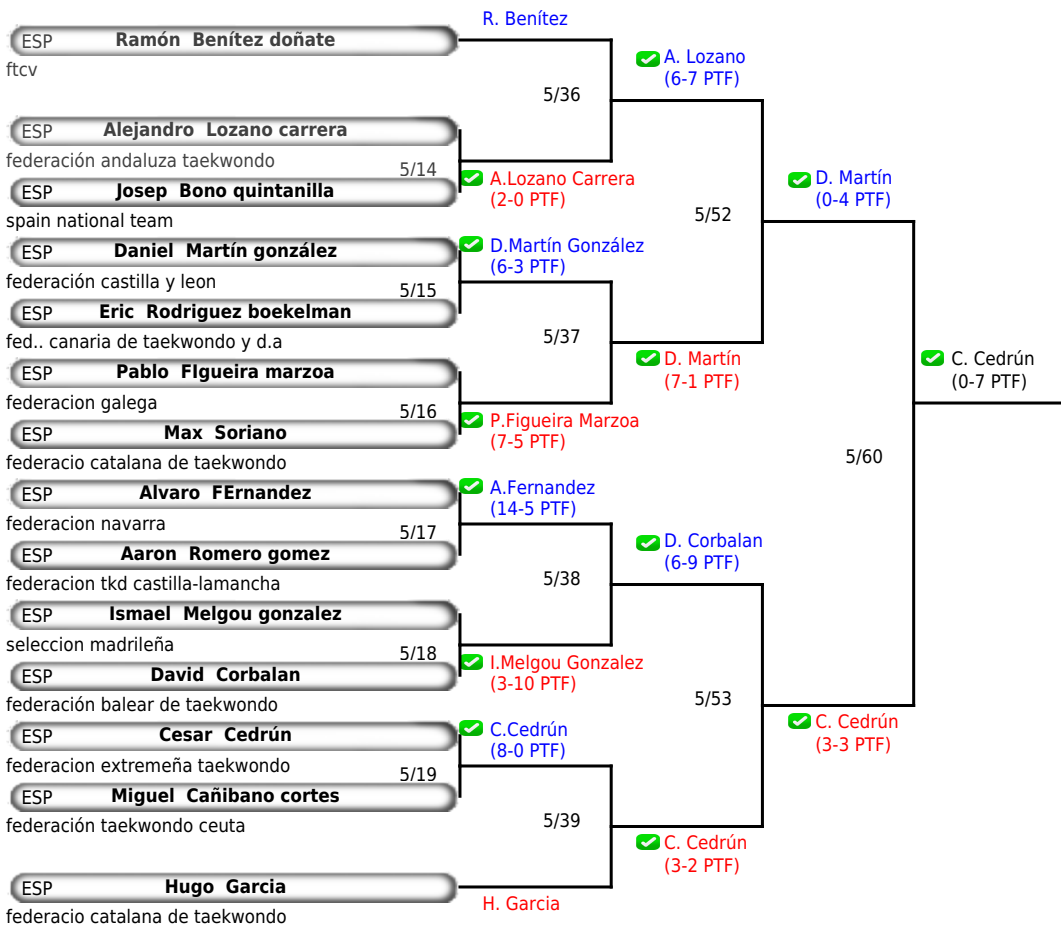 R. Benítez
ESP Ramón Benítez doñate
ftcv
A. Lozano
(6-7 PTF)
5/36
ESP Alejandro Lozano carrera
federación andaluza taekwondo
5/14
A.Lozano Carrera
(2-0 PTF)
ESP Josep Bono quintanilla
spain national team
D. Martín
(0-4 PTF)
5/52
ESP Daniel Martín gonzález
D.Martín González
(6-3 PTF)
federación castilla y leon
5/15
ESP Eric Rodriguez boekelman
fed.. canaria de taekwondo y d.a
5/37
ESP Pablo FIgueira marzoa
D. Martín
(7-1 PTF)
C. Cedrún
(0-7 PTF)
federacion galega
5/16
P.Figueira Marzoa
(7-5 PTF)
ESP Max Soriano
federacio catalana de taekwondo
5/60
ESP Alvaro FErnandez
A.Fernandez
(14-5 PTF)
federacion navarra
5/17
ESP Aaron Romero gomez
D. Corbalan
(6-9 PTF)
federacion tkd castilla-lamancha
5/38
ESP Ismael Melgou gonzalez
seleccion madrileña
5/18
I.Melgou Gonzalez
(3-10 PTF)
ESP David Corbalan
federación balear de taekwondo
5/53
ESP Cesar Cedrún
C.Cedrún
(8-0 PTF)
C. Cedrún
(3-3 PTF)
federacion extremeña taekwondo
5/19
ESP Miguel Cañibano cortes
federación taekwondo ceuta
5/39
C. Cedrún
(3-2 PTF)
ESP Hugo Garcia
H. Garcia
federacio catalana de taekwondo